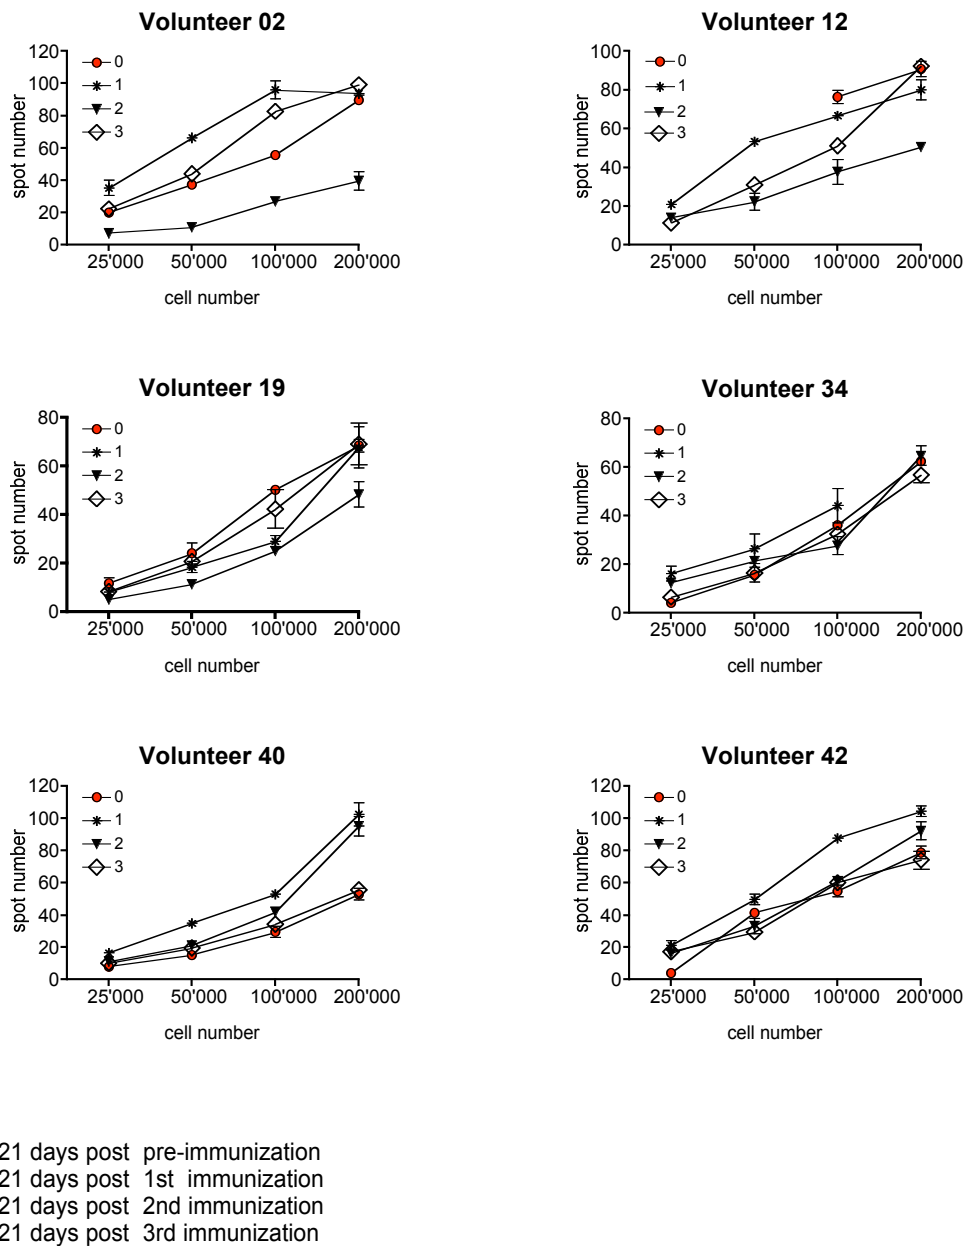 Volunteer 02
120
100
80
60
40
20
0
spot number
0
1
2
3
25'000 50'000 100'000 200'000
cell number
Volunteer 12
100
80
60
40
20
0
spot number
0
1
2
3
25'000 50'000 100'000 200'000
cell number
Volunteer 19
80
60
40
20
0
spot number
0
1
2
3
25'000 50'000 100'000 200'000
cell number
Volunteer 34
80
60
40
20
0
spot number
0
1
2
3
25'000 50'000 100'000 200'000
cell number
Volunteer 40
120
100
80
60
40
20
0
spot number
0
1
2
3
25'000 50'000 100'000 200'000
cell number
Volunteer 42
120
100
80
60
40
20
0
spot number
0
1
2
3
25'000 50'000 100'000 200'000
cell number
21 days post pre-immunization
21 days post 1st immunization
21 days post 2nd immunization
21 days post 3rd immunization